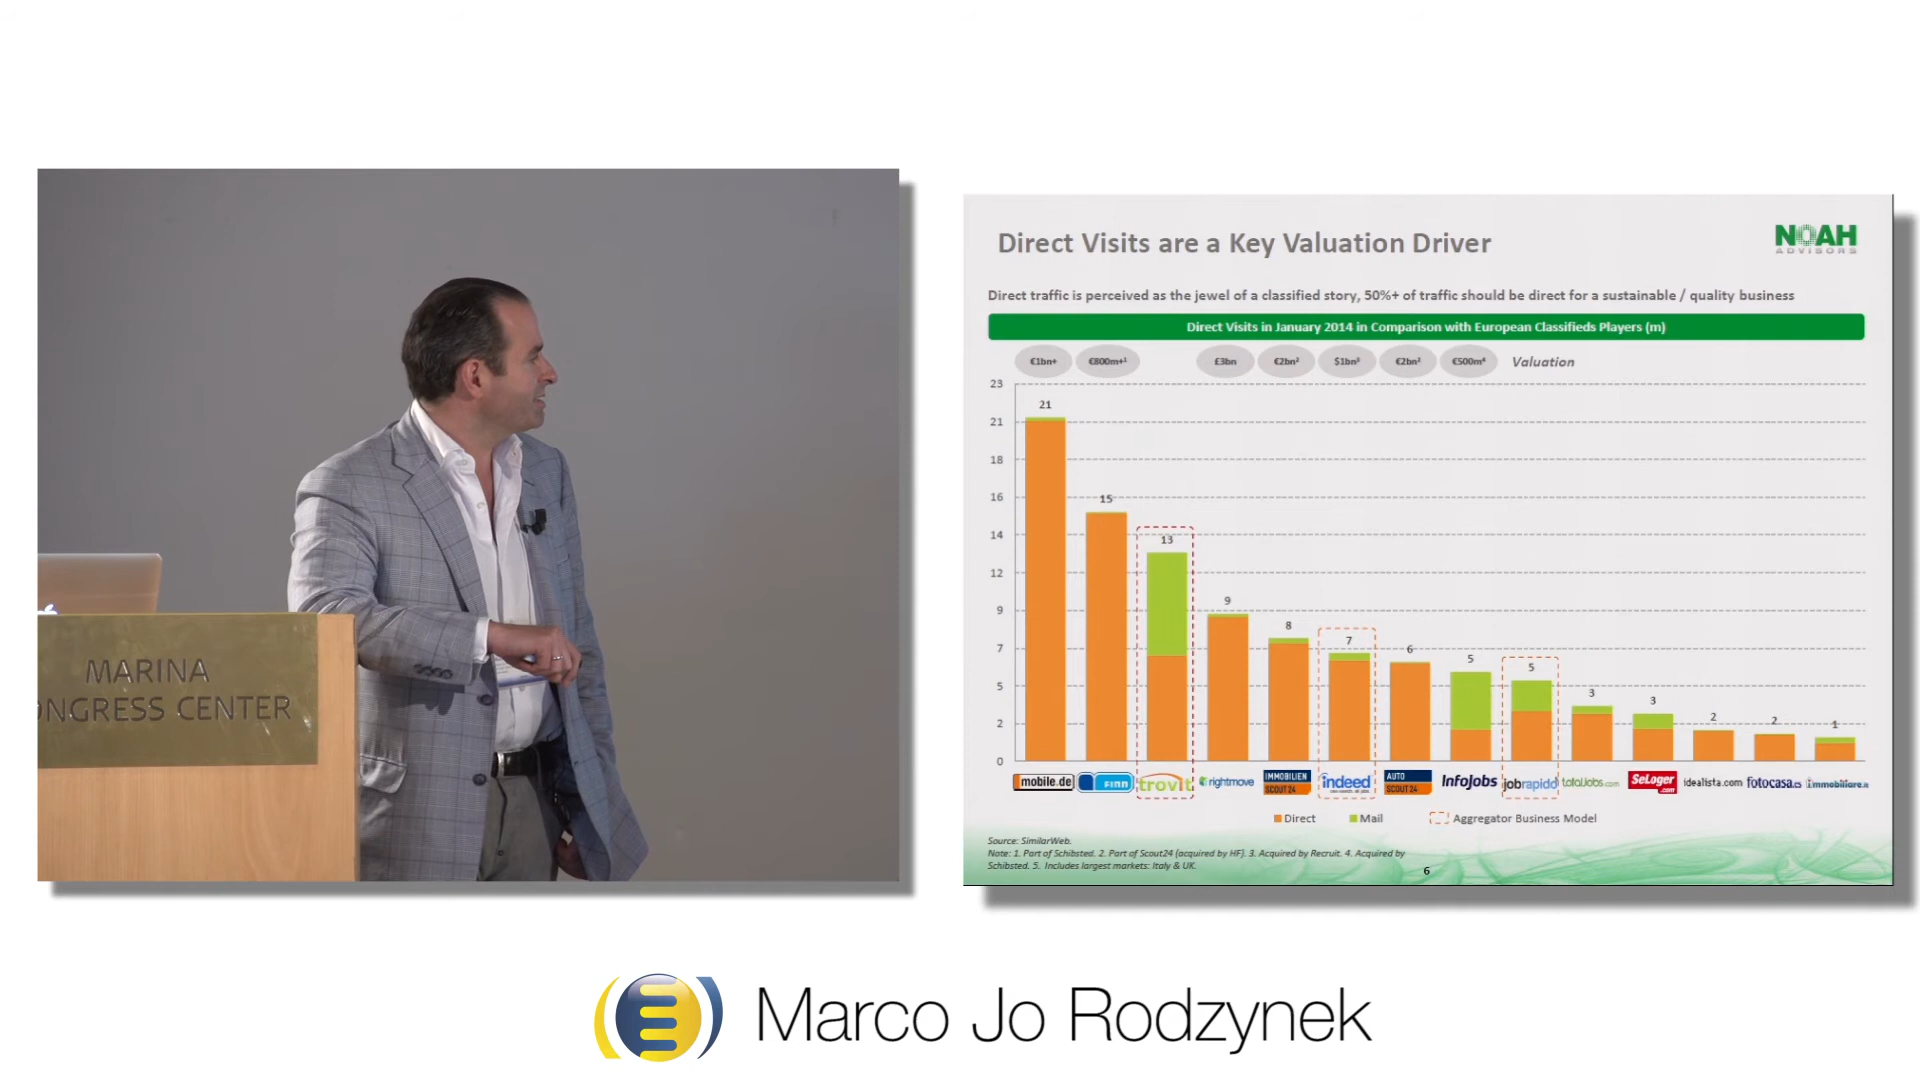 MARINA
ONGRESS CENTER
Direct Visits are a Key Valuation Driver
NOAH
ADVISORS
Direct traffic is perceived as the jewel of a classified story, 50%+ of traffic should be direct for a sustainable / quality business
Direct Visits in January 2014 in Comparison with European Classifieds Players (m)
€1bn+ €800m+¹ £3bn €2bn² $1bn³ €2bn² €500m⁴ Valuation
23
21
18
16
14
12
9
7
5
2
0
21 15 13 9 8 7 6 5 5 3 3 2 2 1
mobile.de FINN trovit rightmove IMMOBILIEN SCOUT24 indeed AUTO SCOUT24 InfoJobs jobrapido totaljobs.com SeLoger.com idealista.com fotocasa.es immobiliare.it
Direct Mail Aggregator Business Model
Source: SimilarWeb.
Note: 1. Part of Schibsted. 2. Part of Scout24 (acquired by HF). 3. Acquired by Recruit. 4. Acquired by
Schibsted. 5. Includes largest markets: Italy & UK.
6
Marco Jo Rodzynek